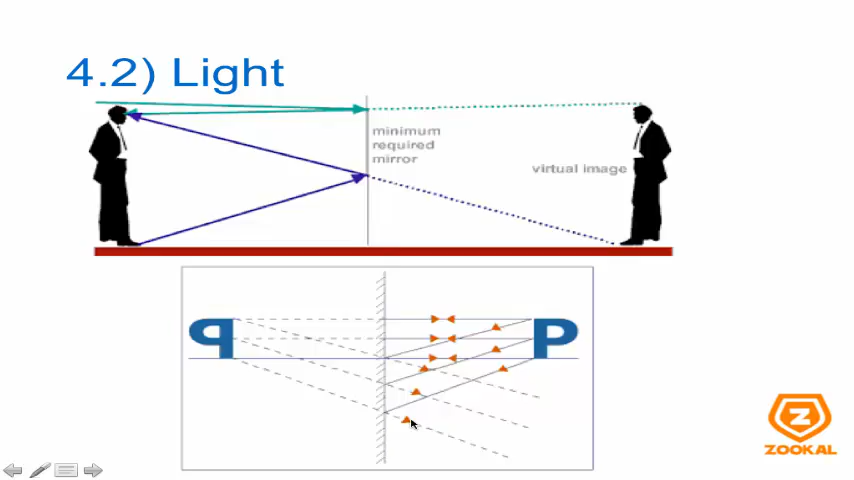 4.2) Light
minimum
required
mirror
virtual image
q P
Z
ZOOKAL